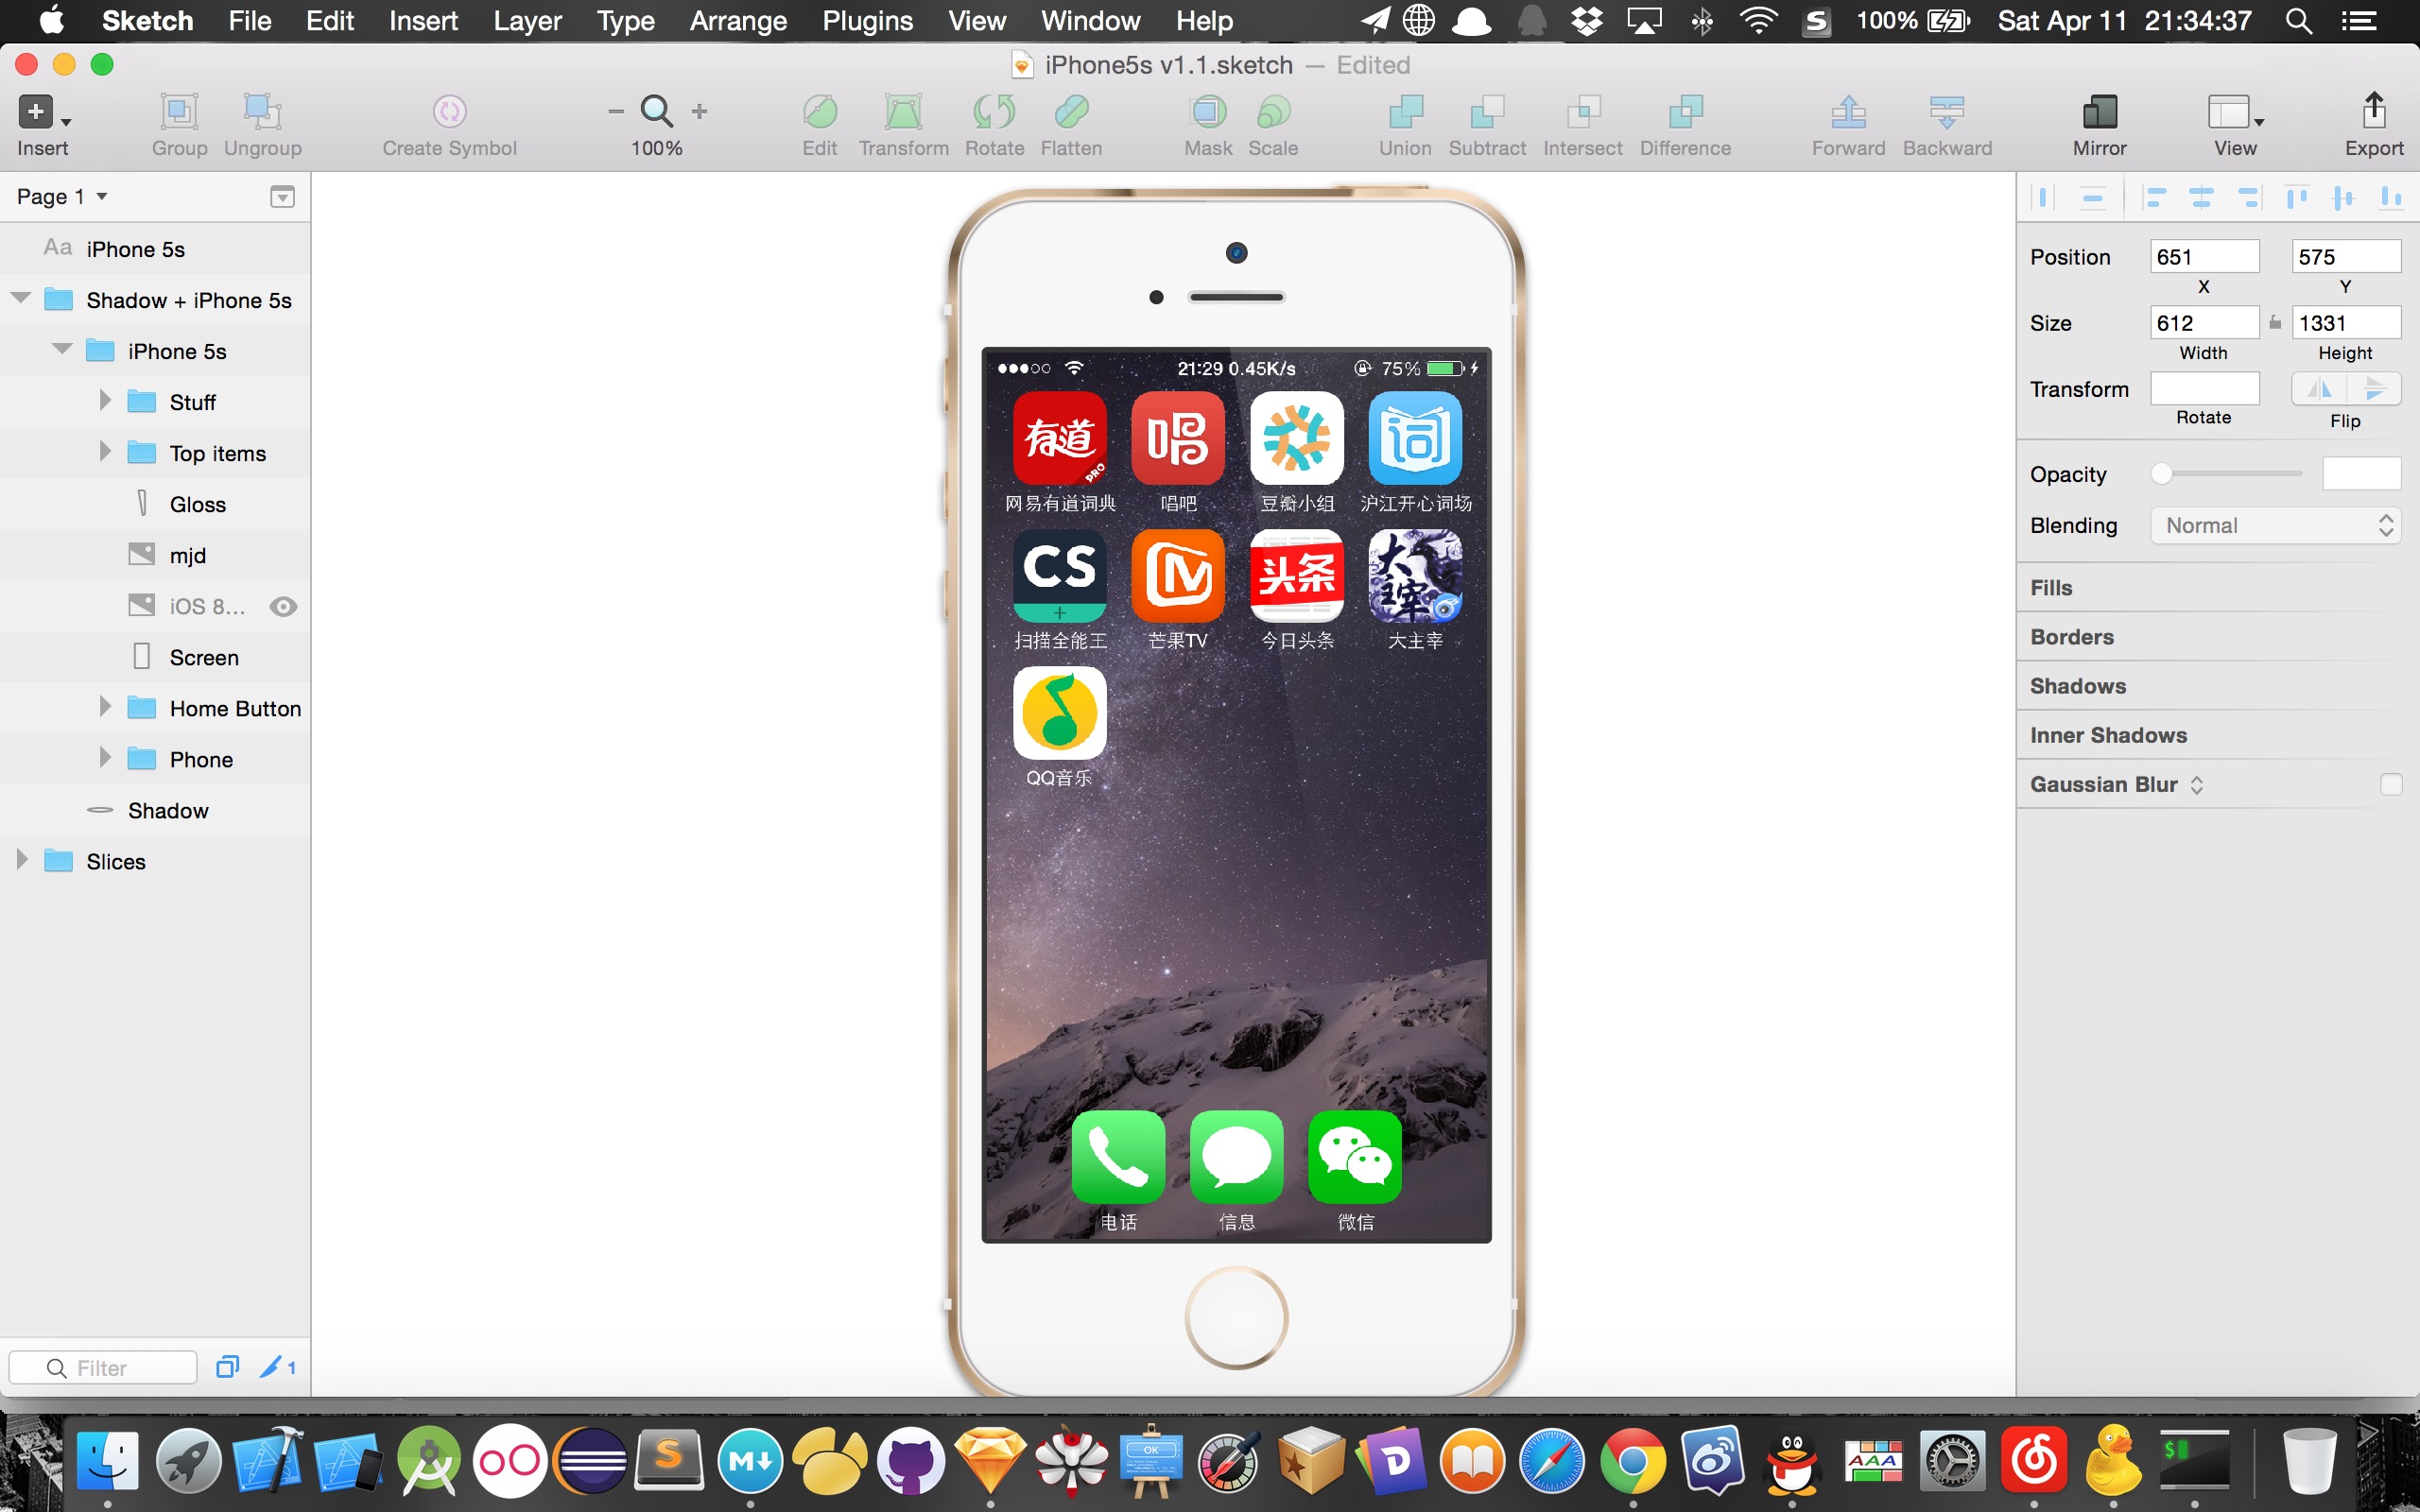 Sketch File Edit Insert Layer Type Arrange Plugins View Window Help 100% Sat Apr 11 21:34:37
iPhone5s v1.1.sketch — Edited
Insert Group Ungroup Create Symbol 100% Edit Transform Rotate Flatten Mask Scale Union Subtract Intersect Difference Forward Backward Mirror View Export
Page 1
Aa iPhone 5s
Shadow + iPhone 5s
iPhone 5s
Stuff
Top items
Gloss
mjd
iOS 8...
Screen
Home Button
Phone
Shadow
Slices
Filter 1
21:29 0.45K/s 75%
有道 PRO 唱 词
网易有道词典 唱吧 豆瓣小组 沪江开心词场
CS M 头条 大主宰
扫描全能王 芒果TV 今日头条 大主宰
QQ音乐
电话 信息 微信
Position 651 575
X Y
Size 612 1331
Width Height
Transform
Rotate Flip
Opacity
Blending Normal
Fills
Borders
Shadows
Inner Shadows
Gaussian Blur
S M OK D AAA $